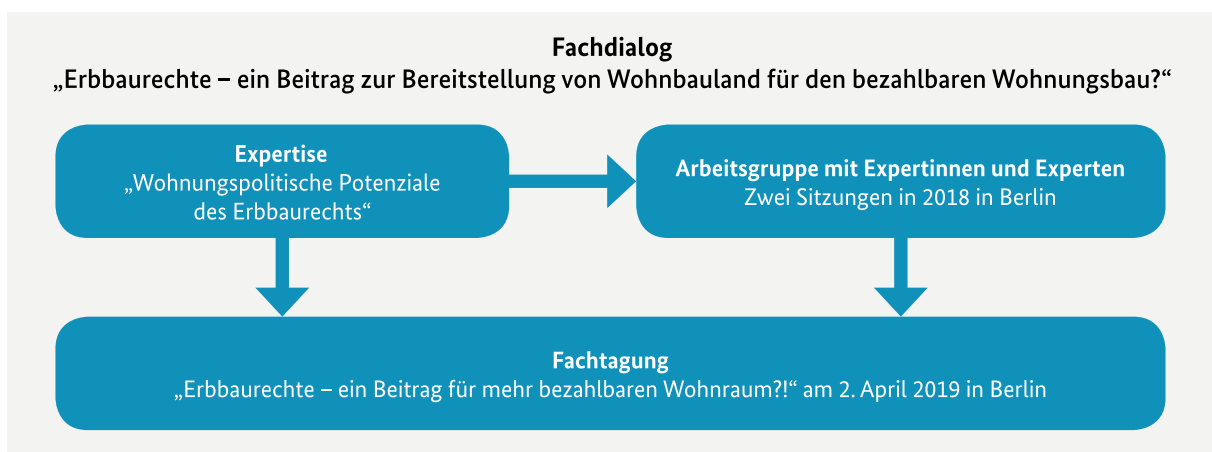 Fachdialog
„Erbbaurechte – ein Beitrag zur Bereitstellung von Wohnbauland für den bezahlbaren Wohnungsbau?“
Expertise
„Wohnungspolitische Potenziale
des Erbbaurechts“
Arbeitsgruppe mit Expertinnen und Experten
Zwei Sitzungen in 2018 in Berlin
Fachtagung
„Erbbaurechte – ein Beitrag für mehr bezahlbaren Wohnraum?!“ am 2. April 2019 in Berlin